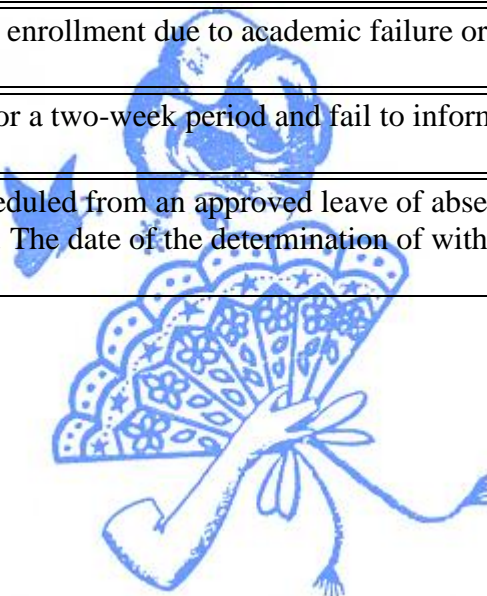 enrollment due to academic failure or
or a two-week period and fail to inform
eduled from an approved leave of abse
The date of the determination of with